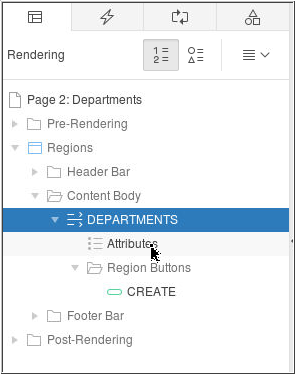 Rendering
Page 2: Departments
Pre-Rendering
Regions
Header Bar
Content Body
DEPARTMENTS
Attributes
Region Buttons
CREATE
Footer Bar
Post-Rendering